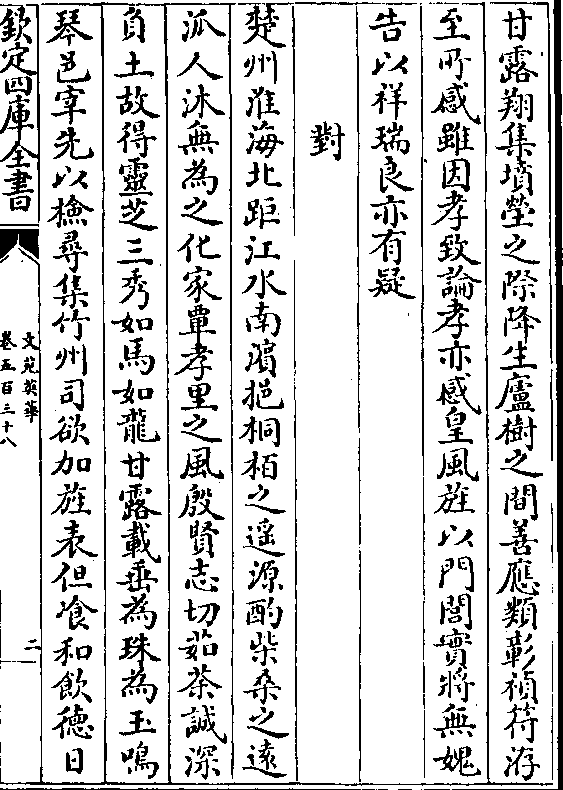 甘露翔集墳塋之際降生廬樹之間善應類彰禎符洊
至所感雖因孝致論孝亦感皇風旌以門閭實將無媿
告以祥瑞良亦有疑
對
楚州淮海北距江水南濱挹桐栢之遥源酌柴桑之遠
派人沐無為之化家覃孝里之風殷賢志切茹荼誠深
負土故得靈芝三秀如馬如龍甘露載垂為珠為玉鳴
琴邑宰先以檢尋集竹州司欲加旌表但飡和飲徳日
欽定四庫全書
文苑英華
卷五百三十八
二